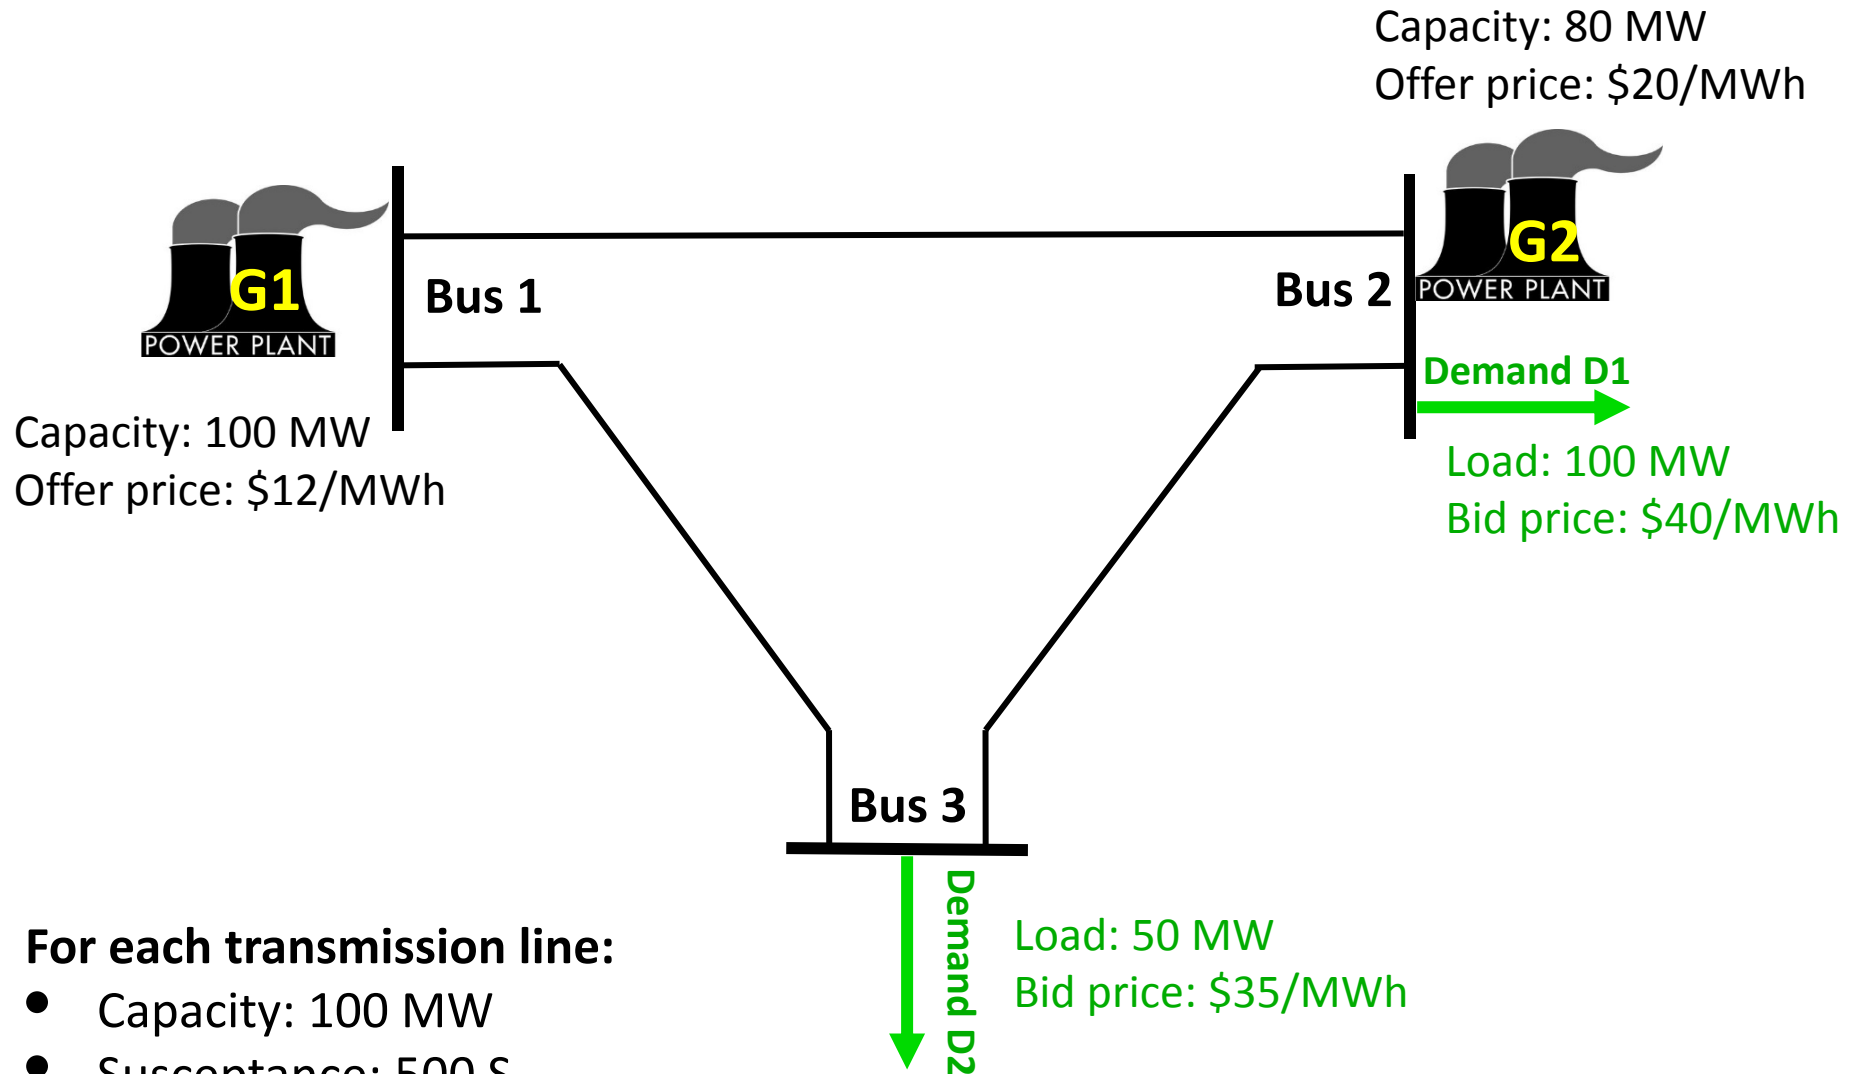 Capacity: 80 MW
Offer price: $20/MWh
G2
POWER PLANT
G1
POWER PLANT
Bus 1
Bus 2
Demand D1
Capacity: 100 MW
Offer price: $12/MWh
Load: 100 MW
Bid price: $40/MWh
Bus 3
Demand D2
Load: 50 MW
Bid price: $35/MWh
For each transmission line:
• Capacity: 100 MW
• Susceptance: 500 S